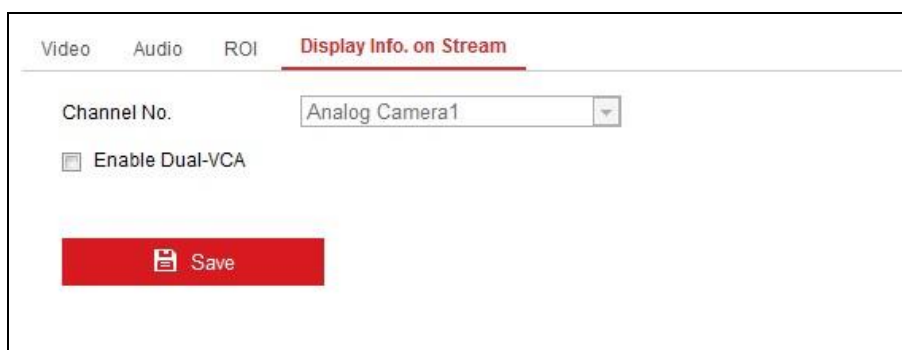 Video Audio ROI Display Info. on Stream
Channel No. Analog Camera1
Enable Dual-VCA
Save